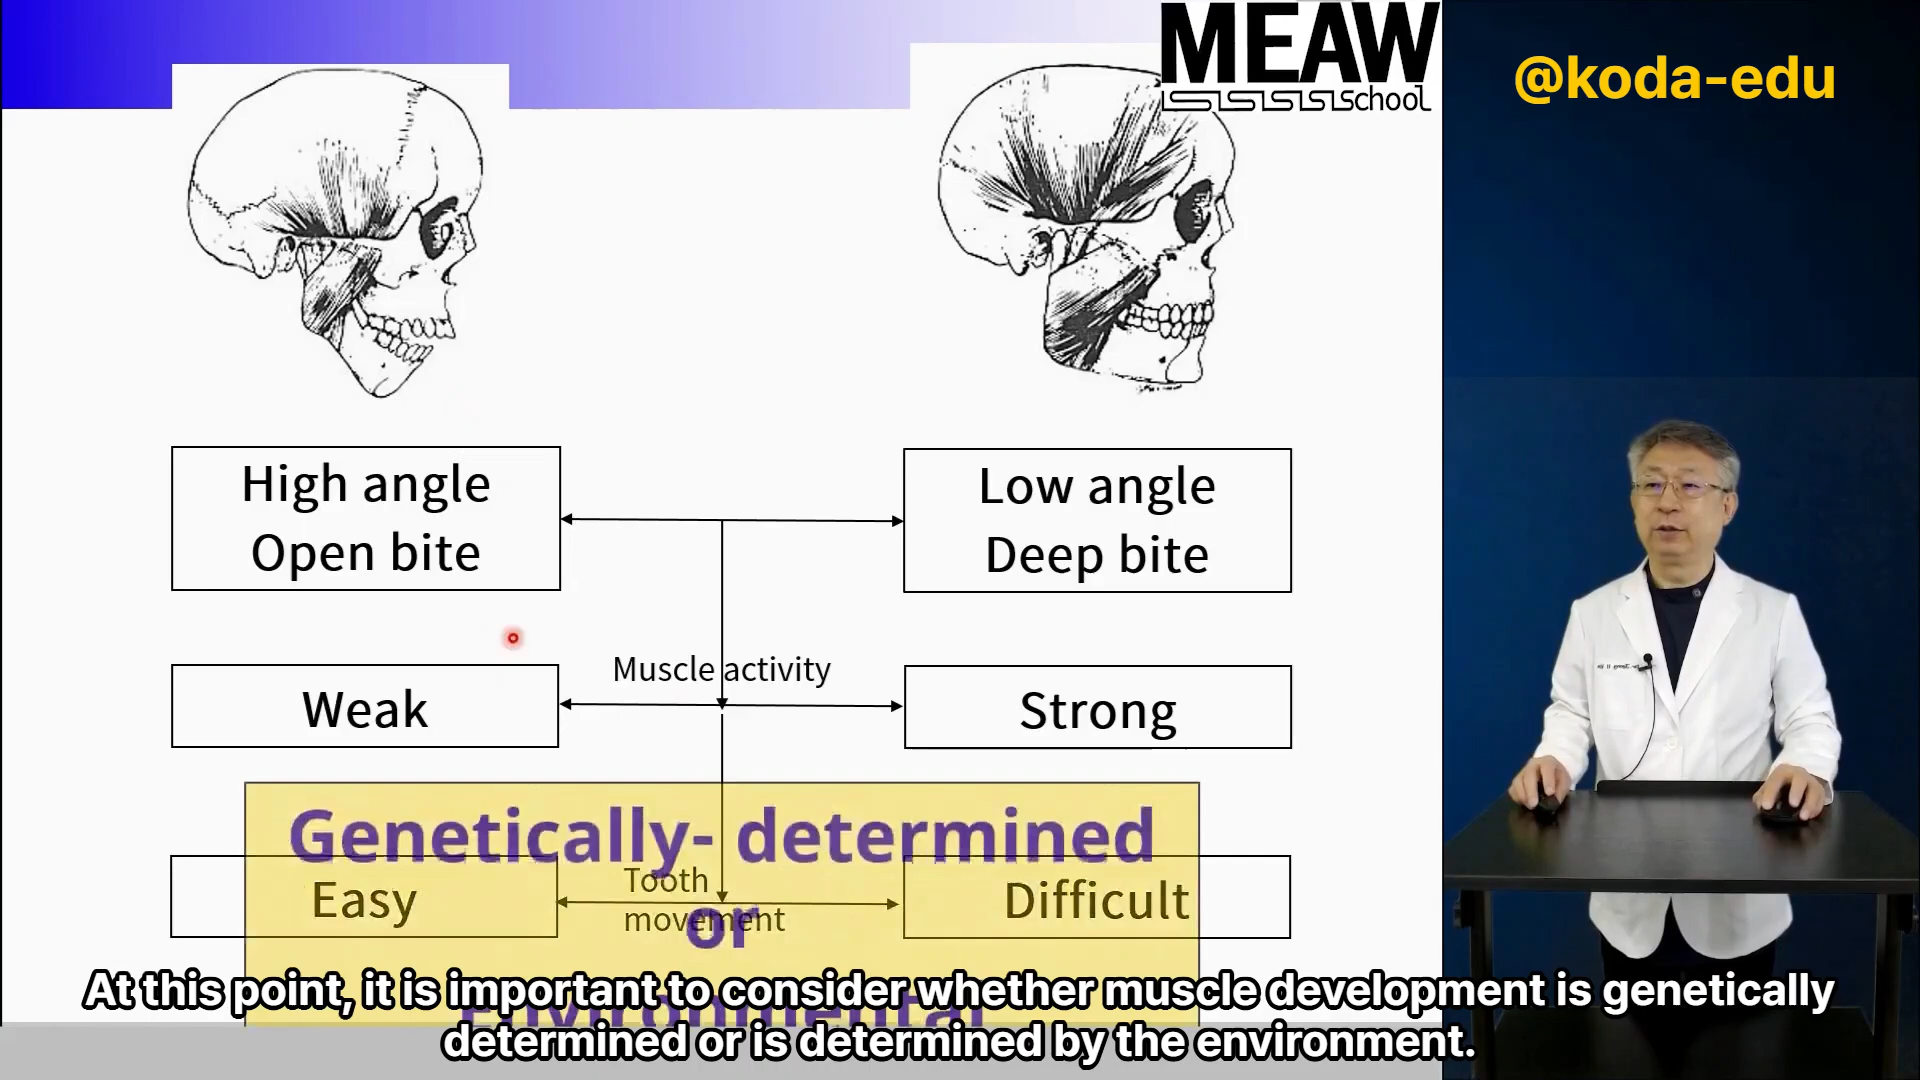 MEAW
school
@koda-edu
High angle
Open bite
Low angle
Deep bite
Muscle activity
Weak
Strong
Genetically- determined
or
Environmental
Easy
Tooth
movement
Difficult
At this point, it is important to consider whether muscle development is genetically
determined or is determined by the environment.